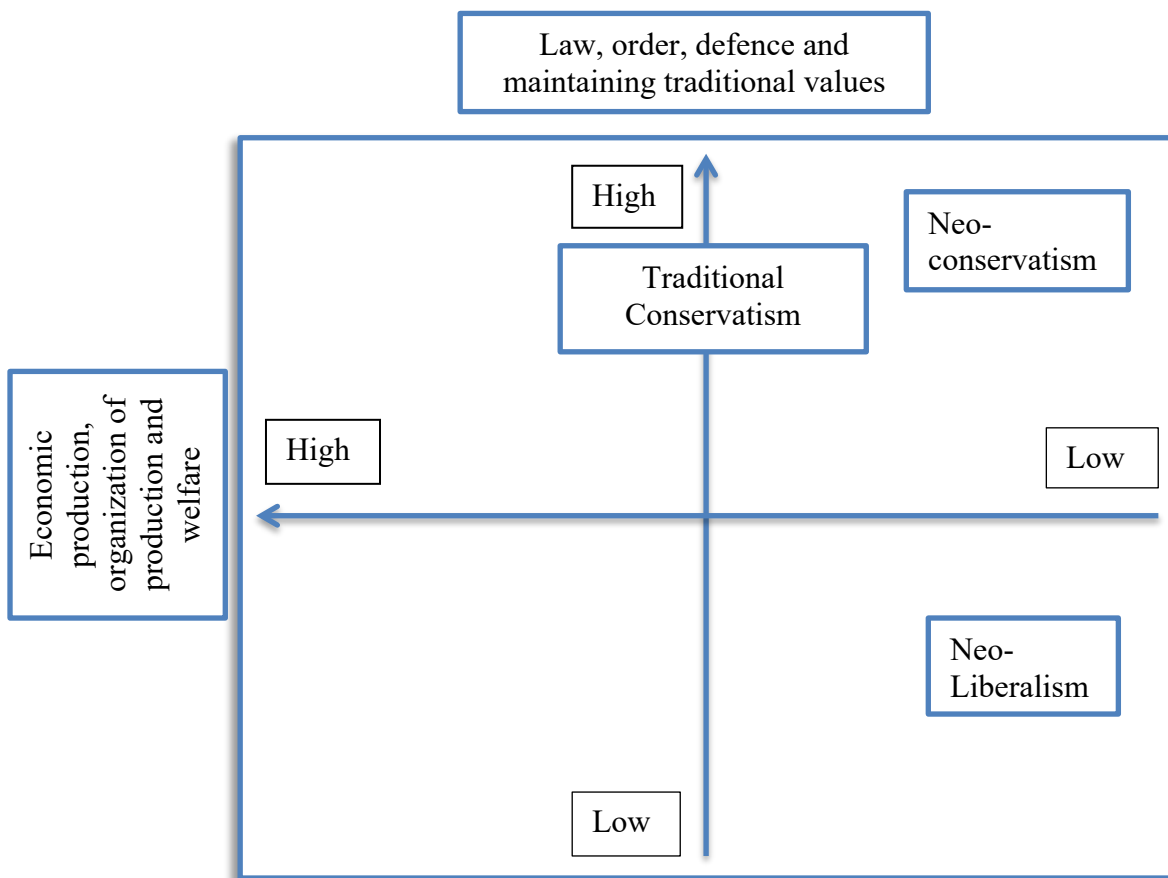 Law, order, defence and
maintaining traditional values
High
Neo-
conservatism
Traditional
Conservatism
Economic
production,
organization of
production and
welfare
High
Low
Neo-
Liberalism
Low